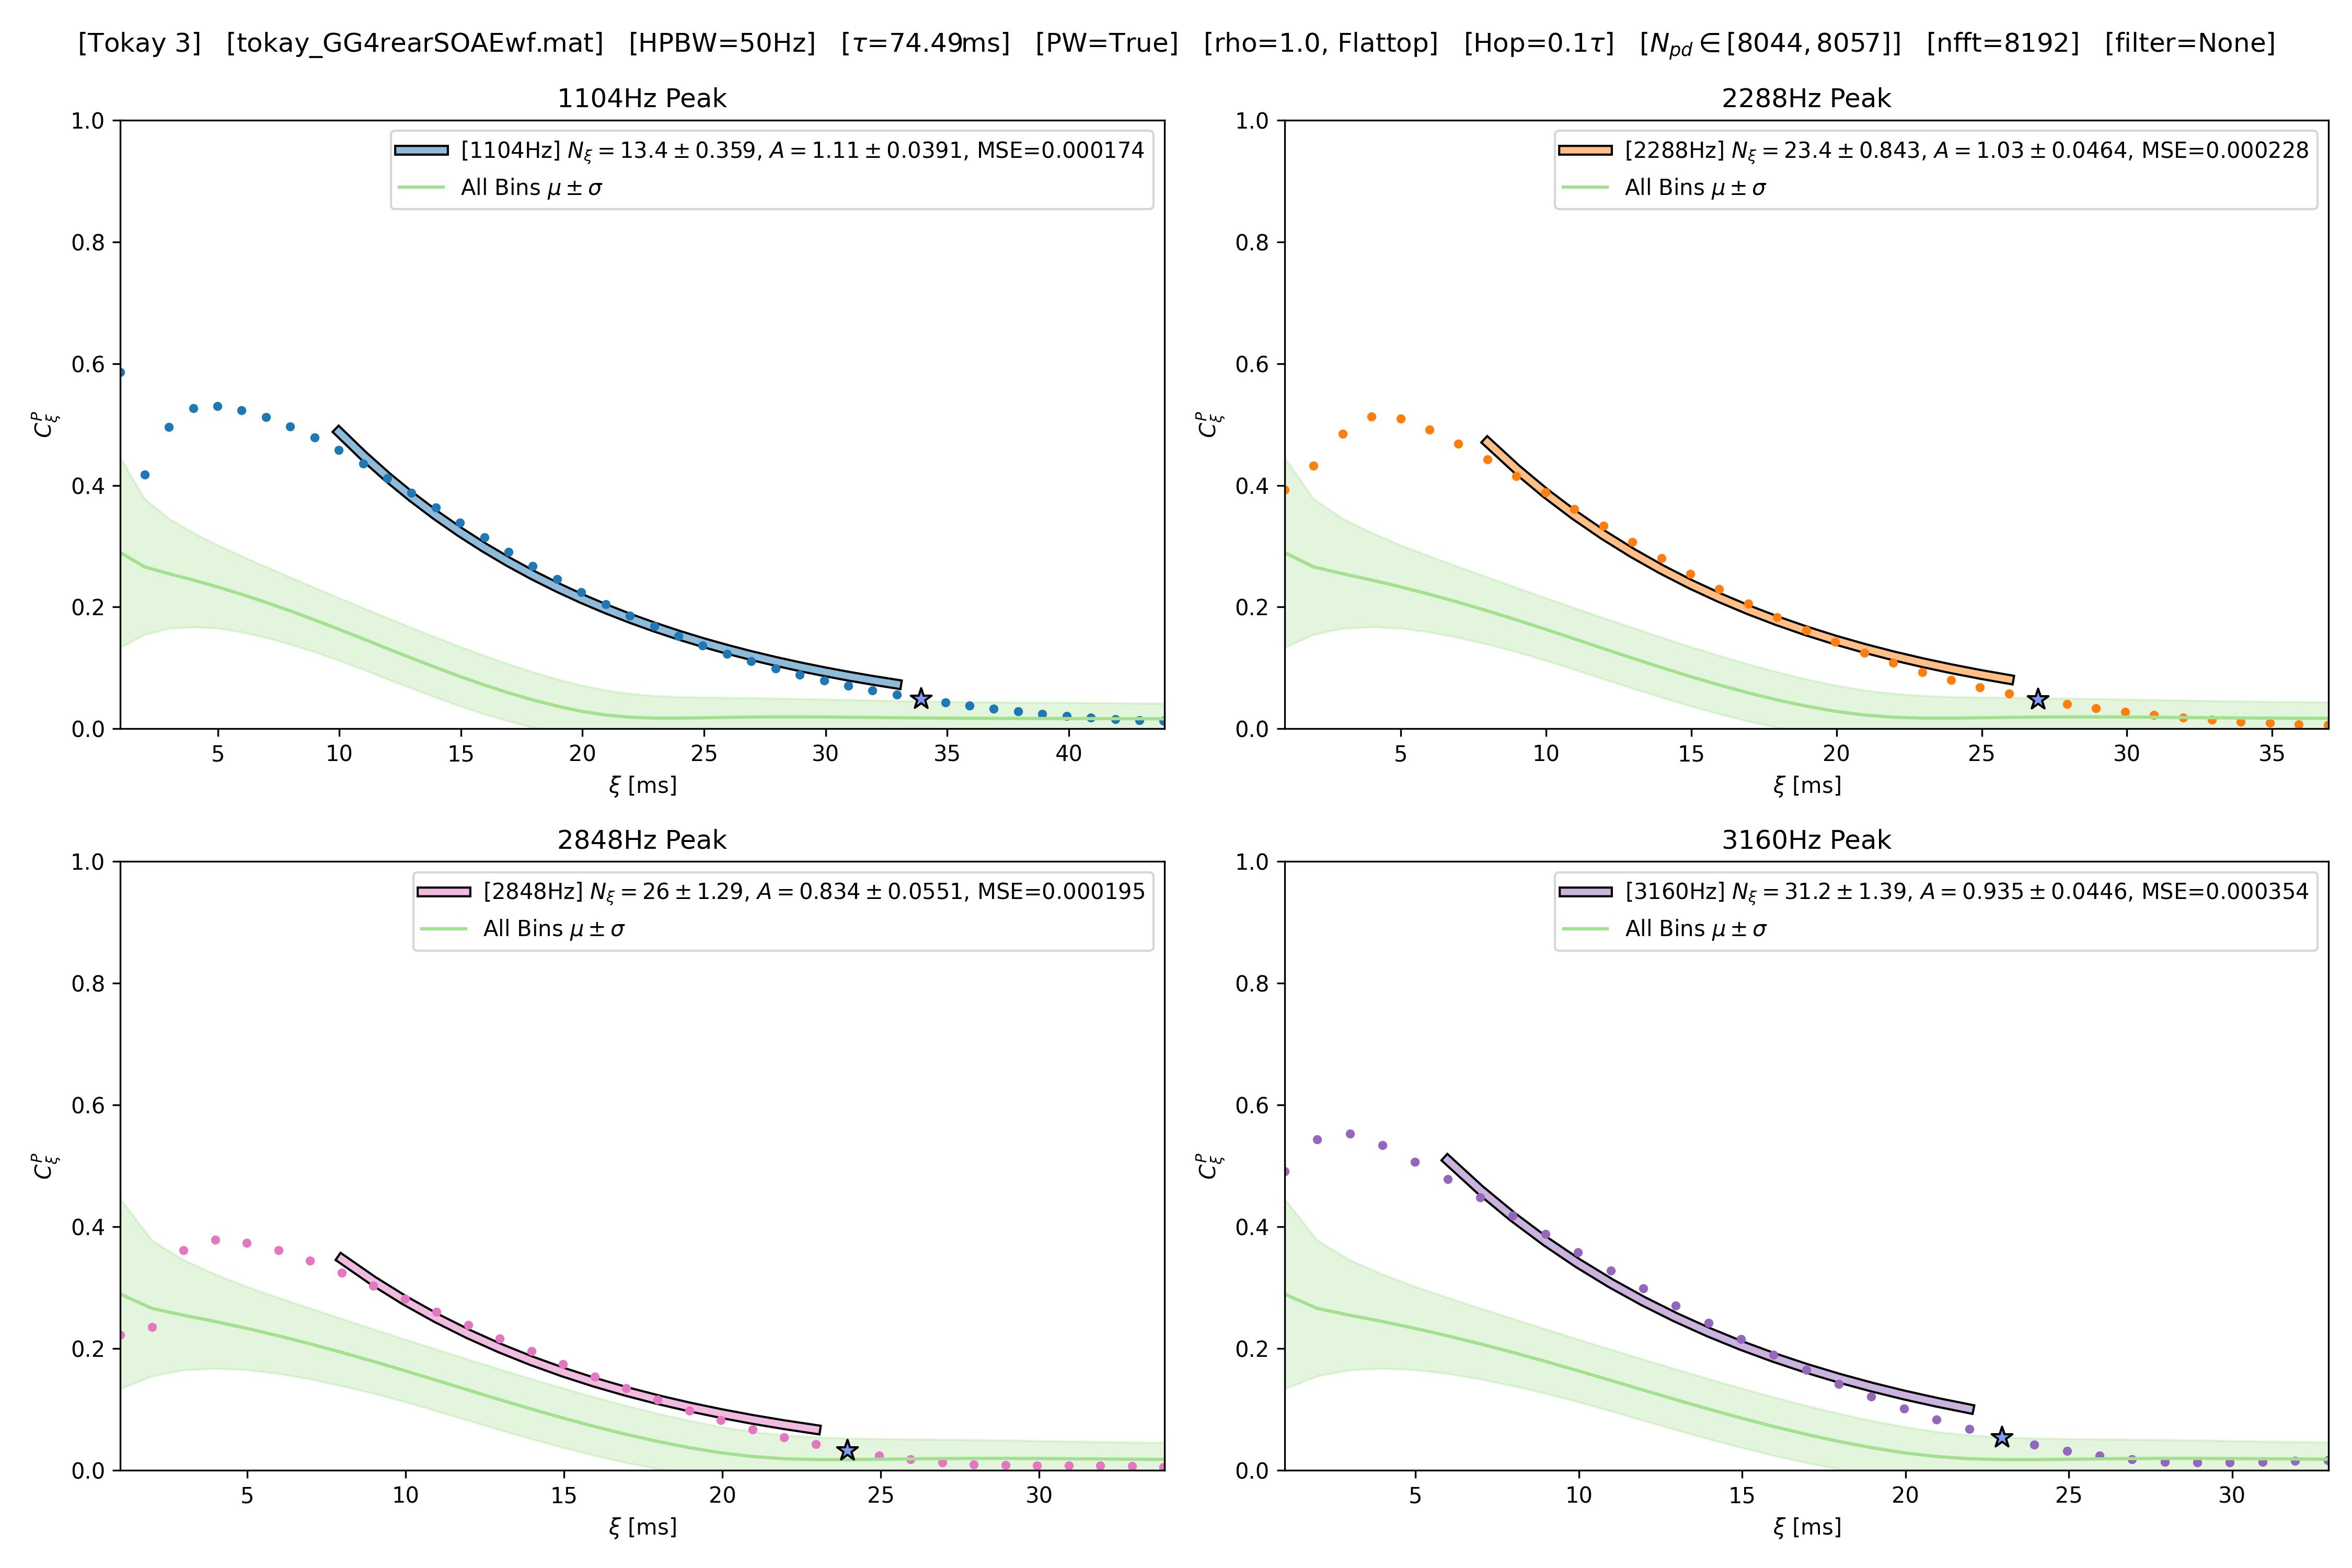 [Tokay 3] [tokay_GG4rearSOAEwf.mat] [HPBW=50Hz] [τ=74.49ms] [PW=True] [rho=1.0, Flattop] [Hop=0.1τ] [N_pd ∈ [8044, 8057]] [nfft=8192] [filter=None]
1104Hz Peak
[1104Hz] N_ξ = 13.4 ± 0.359, A = 1.11 ± 0.0391, MSE=0.000174
All Bins μ ± σ
1.0
0.8
0.6
0.4
0.2
0.0
C_ξ^P
5 10 15 20 25 30 35 40
ξ [ms]
2288Hz Peak
[2288Hz] N_ξ = 23.4 ± 0.843, A = 1.03 ± 0.0464, MSE=0.000228
All Bins μ ± σ
1.0
0.8
0.6
0.4
0.2
0.0
C_ξ^P
5 10 15 20 25 30 35
ξ [ms]
2848Hz Peak
[2848Hz] N_ξ = 26 ± 1.29, A = 0.834 ± 0.0551, MSE=0.000195
All Bins μ ± σ
1.0
0.8
0.6
0.4
0.2
0.0
C_ξ^P
5 10 15 20 25 30
ξ [ms]
3160Hz Peak
[3160Hz] N_ξ = 31.2 ± 1.39, A = 0.935 ± 0.0446, MSE=0.000354
All Bins μ ± σ
1.0
0.8
0.6
0.4
0.2
0.0
C_ξ^P
5 10 15 20 25 30
ξ [ms]